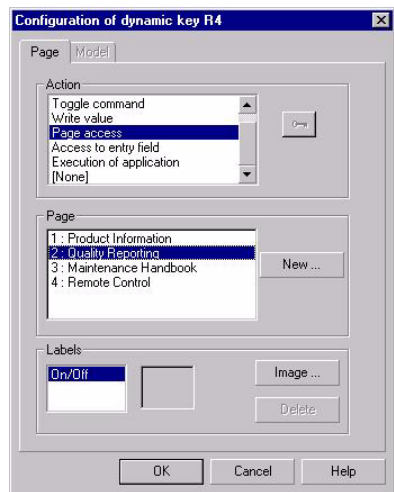 Configuration of dynamic key R4
Page Model
Action
Toggle command
Write value
Page access
Access to entry field
Execution of application
[None]
Page
1 : Product Information
2 : Quality Reporting
3 : Maintenance Handbook
4 : Remote Control
New ...
Labels
On/Off
Image ...
Delete
OK Cancel Help